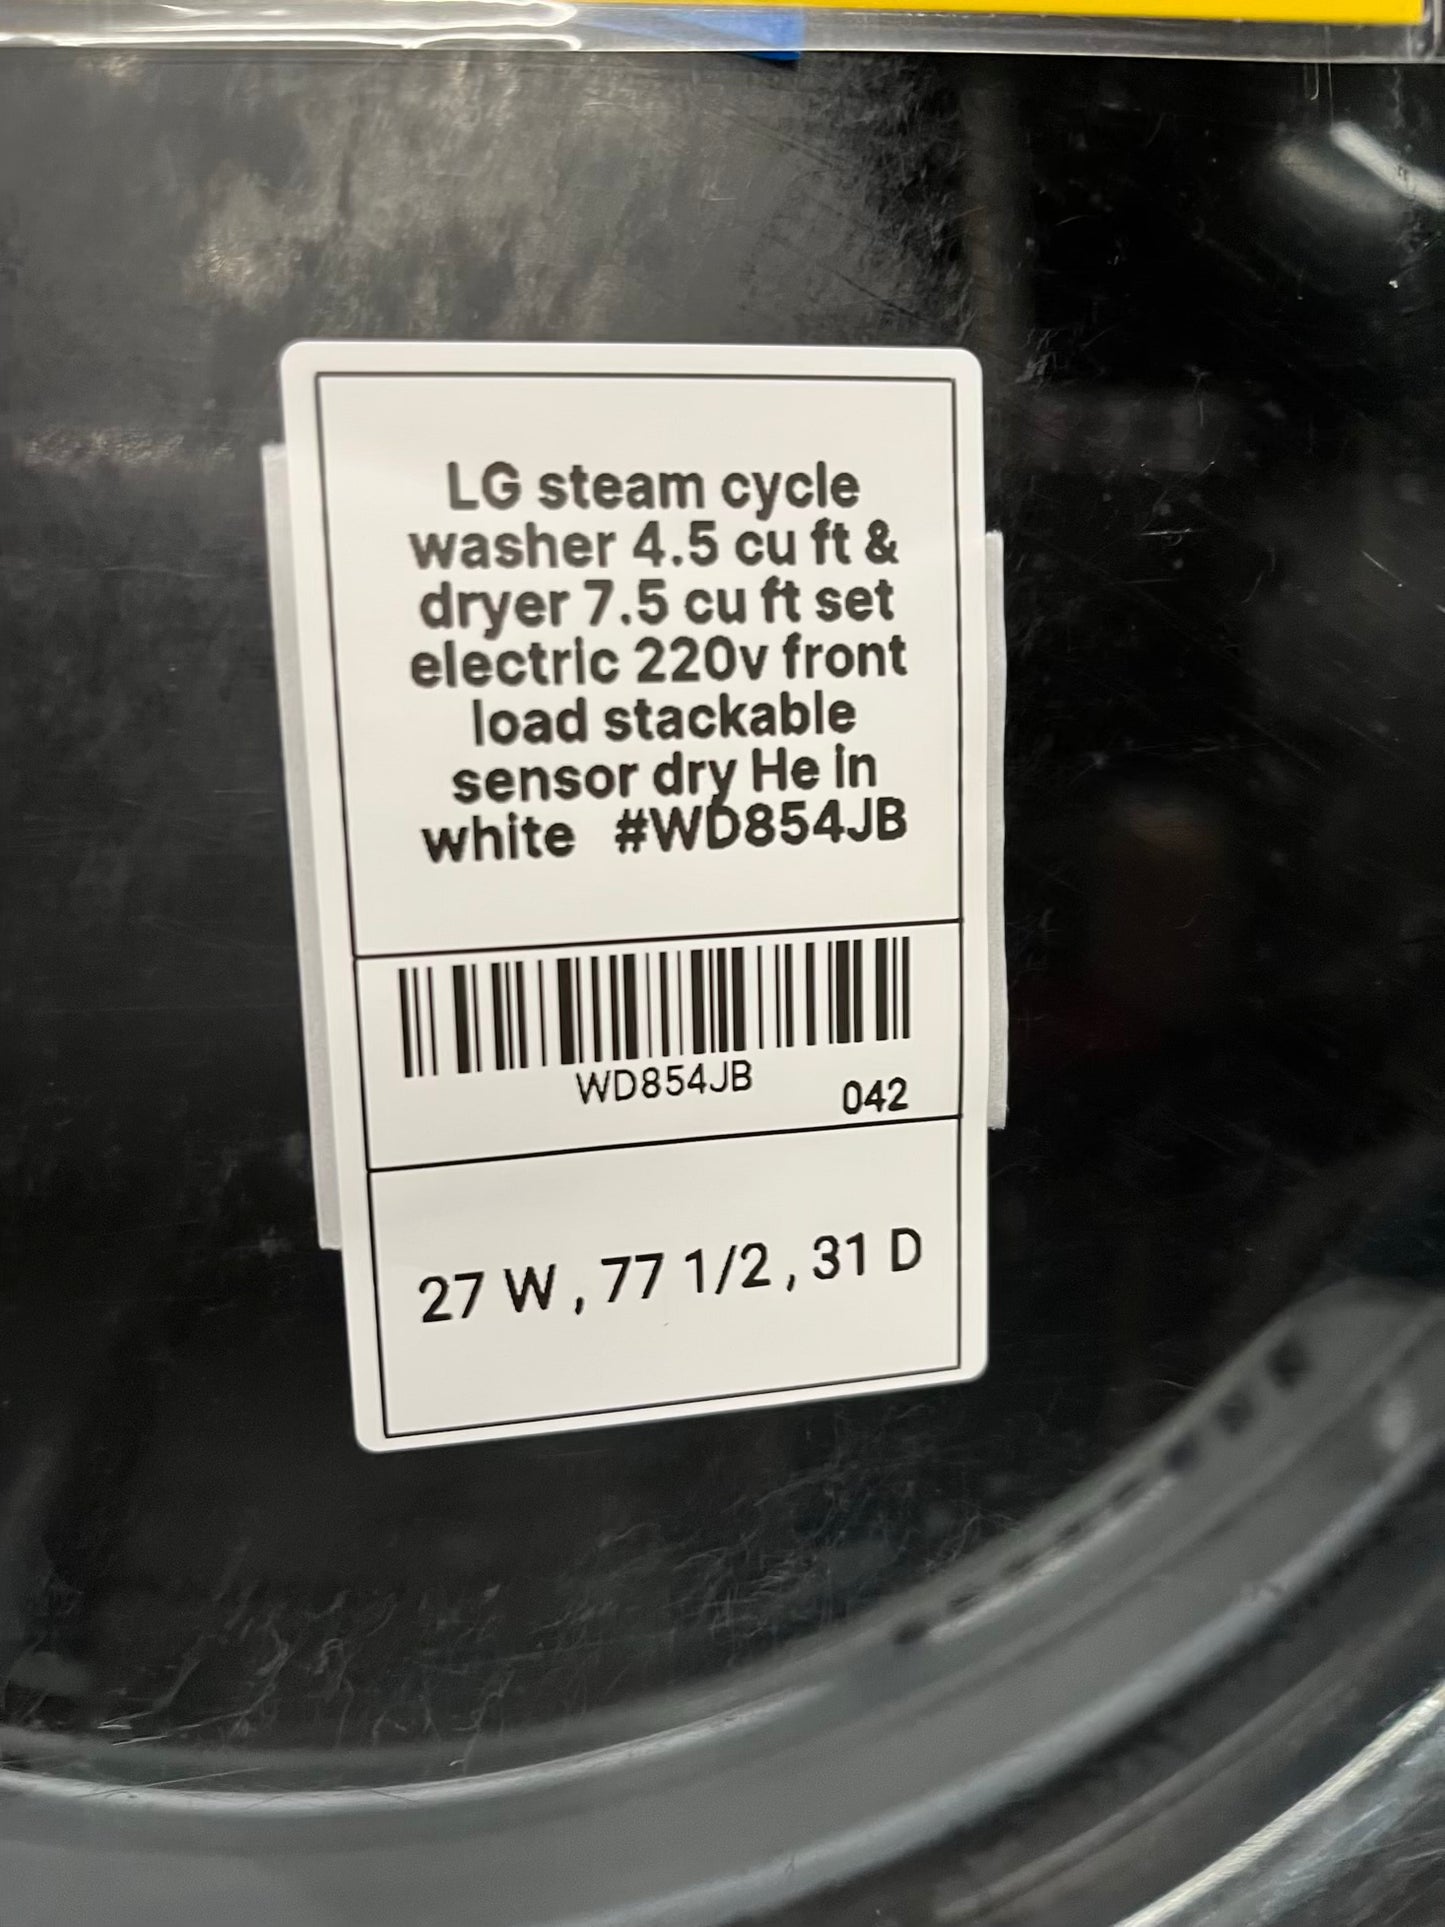 LG steam cycle
washer 4.5 cu ft &
dryer 7.5 cu ft set
electric 220v front
load stackable
sensor dry He in
white #WD854JB
WD854JB
042
27 W , 77 1/2 , 31 D